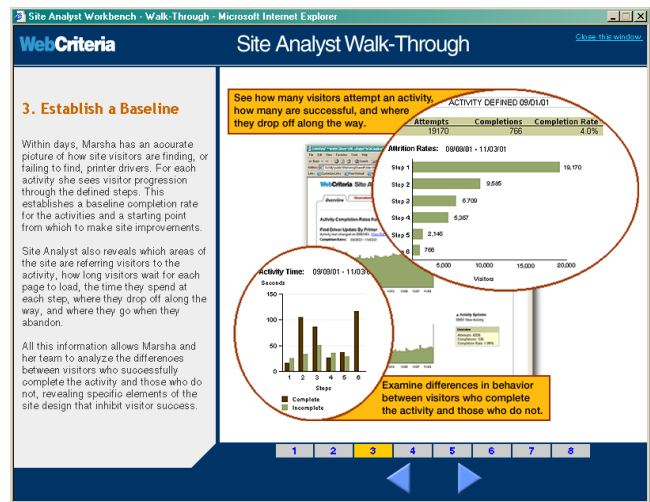 Site Analyst Workbench - Walk-Through - Microsoft Internet Explorer
WebCriteria
Site Analyst Walk-Through
Close this window
3. Establish a Baseline
Within days, Marsha has an accurate
picture of how site visitors are finding, or
failing to find, printer drivers. For each
activity she sees visitor progression
through the defined steps. This
establishes a baseline completion rate
for the activities and a starting point
from which to make site improvements.
Site Analyst also reveals which areas of
the site are referring visitors to the
activity, how long visitors wait for each
page to load, the time they spend at
each step, where they drop off along the
way, and where they go when they
abandon.
All this information allows Marsha and
her team to analyze the differences
between visitors who successfully
complete the activity and those who do
not, revealing specific elements of the
site design that inhibit visitor success.
See how many visitors attempt an activity,
how many are successful, and where
they drop off along the way.
ACTIVITY DEFINED 09/01/01
Attempts Completions Completion Rate
19170 766 4.0%
Attrition Rates: 09/09/01 - 11/03/01
Step 1 19,170
Step 2 9,585
Step 3 6,709
Step 4 5,367
Step 5 2,146
6 766
5,000 10,000 15,000 20,000
Visitors
WebCriteria Site A
Overview
Activity Completion Rates
Find Driver Update By Printer
Activity Time: 09/09/01 - 11/03/0
Seconds
150
100
50
0
1 2 3 4 5 6
Steps
Complete
Incomplete
Examine differences in behavior
between visitors who complete
the activity and those who do not.
1 2 3 4 5 6 7 8